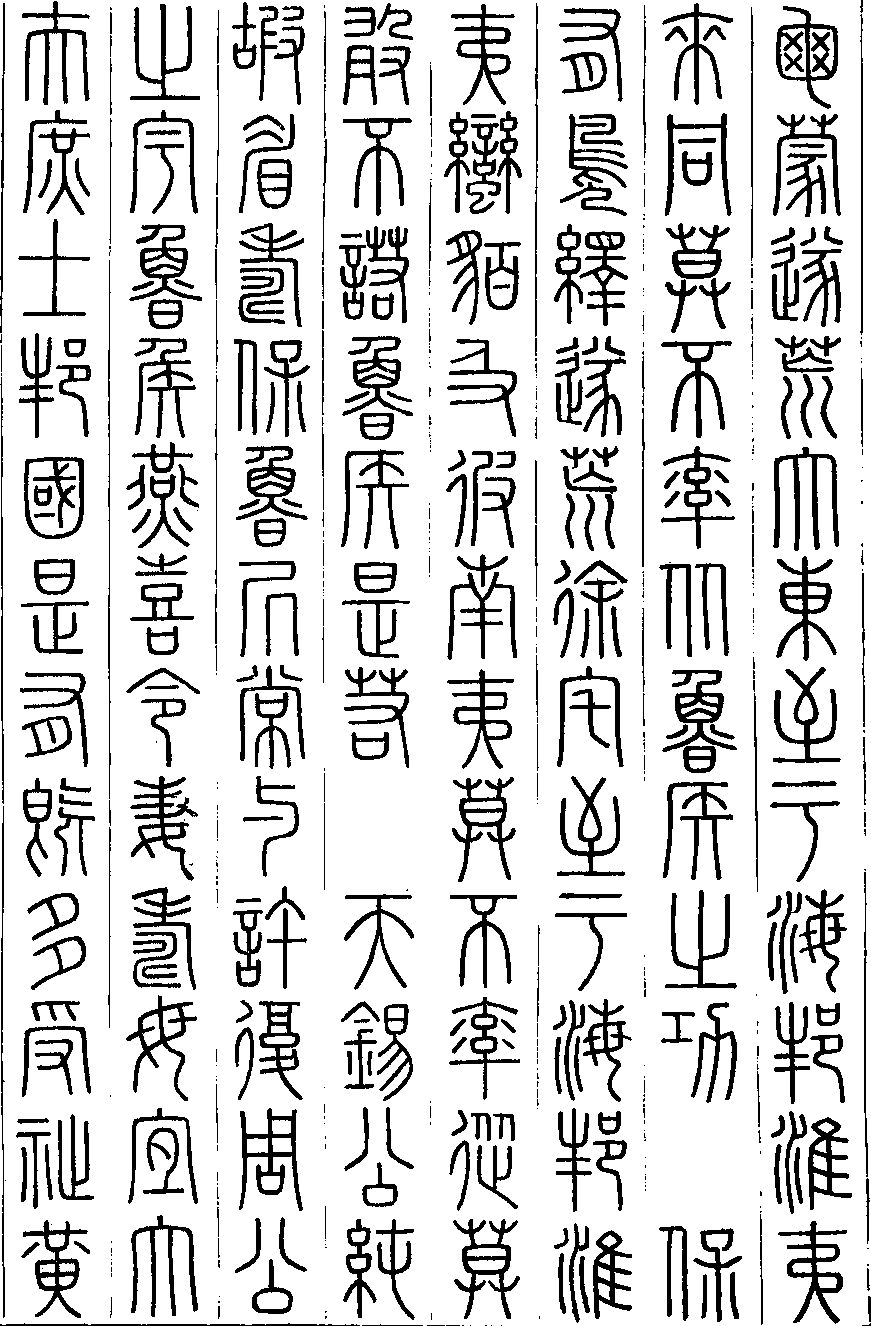 龜蒙遂荒大東至于海邦淮夷
來同莫不率从魯侯之功 保
有鳧繹遂荒徐宅至于海邦淮
夷蠻貊及彼南夷莫不率從莫
敢不諾魯侯是若 天錫公純
嘏眉壽保魯凥常与許復周公
之宇魯侯燕喜令妻壽母宜大
夫庶士邦國是有既多受祉黃